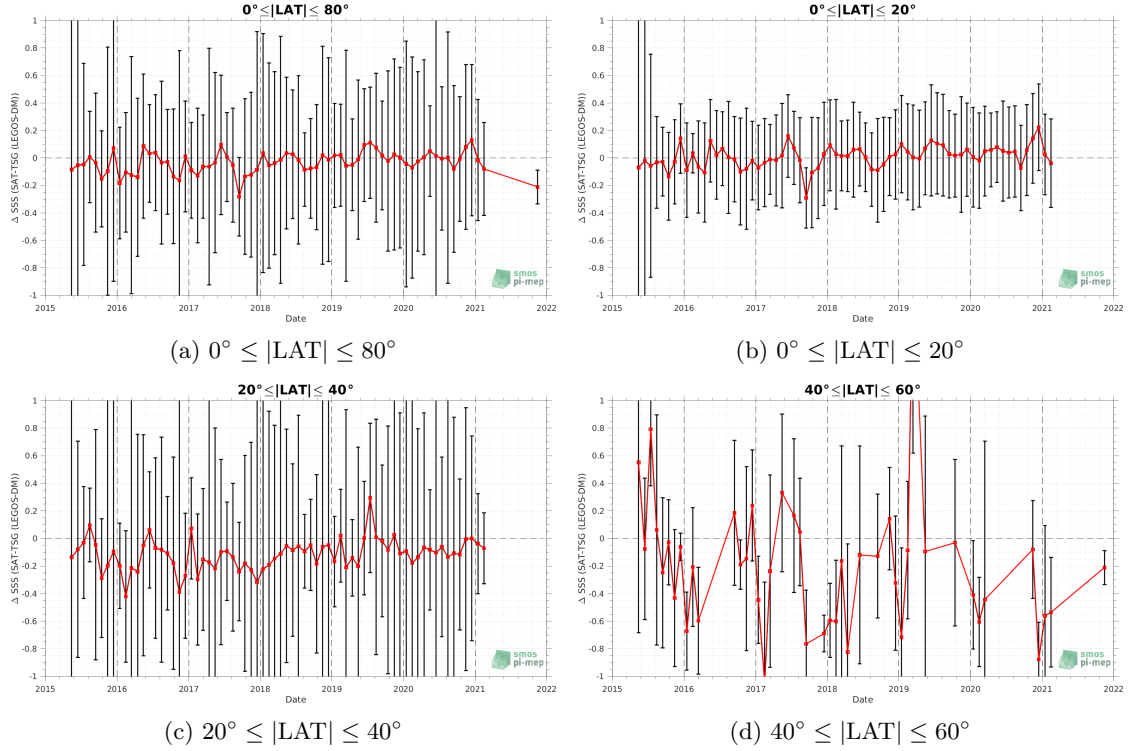 0°≤|LAT|≤ 80°
Δ SSS (SAT-TSG (LEGOS-DM))
1
0.8
0.6
0.4
0.2
0
-0.2
-0.4
-0.6
-0.8
-1
2015 2016 2017 2018 2019 2020 2021 2022
Date
smos
pi-mep
(a) 0° ≤ |LAT| ≤ 80°
0°≤|LAT|≤ 20°
Δ SSS (SAT-TSG (LEGOS-DM))
1
0.8
0.6
0.4
0.2
0
-0.2
-0.4
-0.6
-0.8
-1
2015 2016 2017 2018 2019 2020 2021 2022
Date
smos
pi-mep
(b) 0° ≤ |LAT| ≤ 20°
20°≤|LAT|≤ 40°
Δ SSS (SAT-TSG (LEGOS-DM))
1
0.8
0.6
0.4
0.2
0
-0.2
-0.4
-0.6
-0.8
-1
2015 2016 2017 2018 2019 2020 2021 2022
Date
smos
pi-mep
(c) 20° ≤ |LAT| ≤ 40°
40°≤|LAT|≤ 60°
Δ SSS (SAT-TSG (LEGOS-DM))
1
0.8
0.6
0.4
0.2
0
-0.2
-0.4
-0.6
-0.8
-1
2015 2016 2017 2018 2019 2020 2021 2022
Date
smos
pi-mep
(d) 40° ≤ |LAT| ≤ 60°